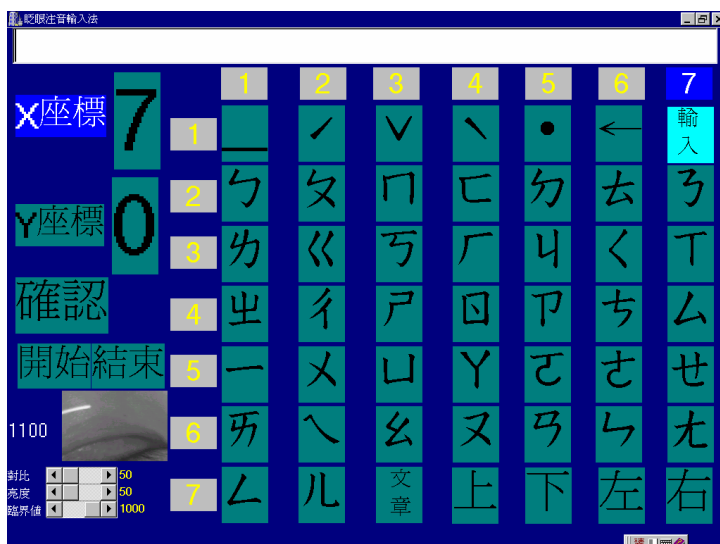 眨眼注音輸入法
1 2 3 4 5 6 7
X座標 7
1 ˉ ˊ ˇ ˋ ˙ ← 輸入
Y座標 0
2 ㄅ ㄆ ㄇ ㄈ ㄉ ㄊ ㄋ
3 ㄌ ㄍ ㄎ ㄏ ㄐ ㄑ ㄒ
確認
4 ㄓ ㄔ ㄕ ㄖ ㄗ ㄘ ㄙ
開始 結束
5 ㄧ ㄨ ㄩ ㄚ ㄛ ㄜ ㄝ
1100
6 ㄞ ㄟ ㄠ ㄡ ㄢ ㄣ ㄤ
對比 50
亮度 50
臨界值 1000
7 ㄥ ㄦ 文章 上 下 左 右